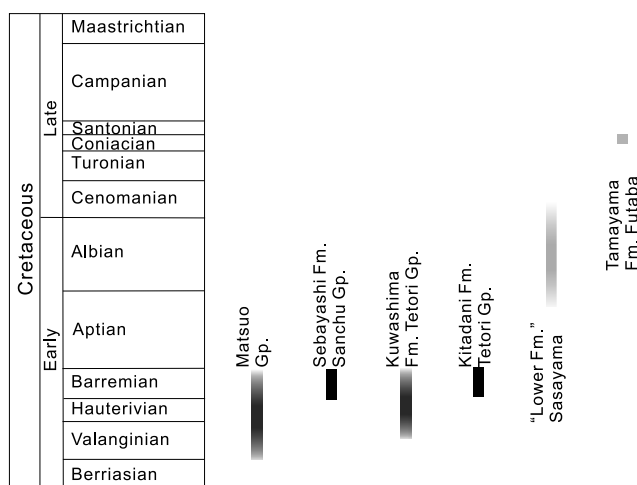 Cretaceous
Late
Early
Maastrichtian
Campanian
Santonian
Coniacian
Turonian
Cenomanian
Albian
Aptian
Barremian
Hauterivian
Valanginian
Berriasian
Matsuo
Gp.
Sebayashi Fm.
Sanchu Gp.
Kuwashima
Fm. Tetori Gp.
Kitadani Fm.
Tetori Gp.
“Lower Fm.”
Sasayama
Tamayama
Fm. Futaba